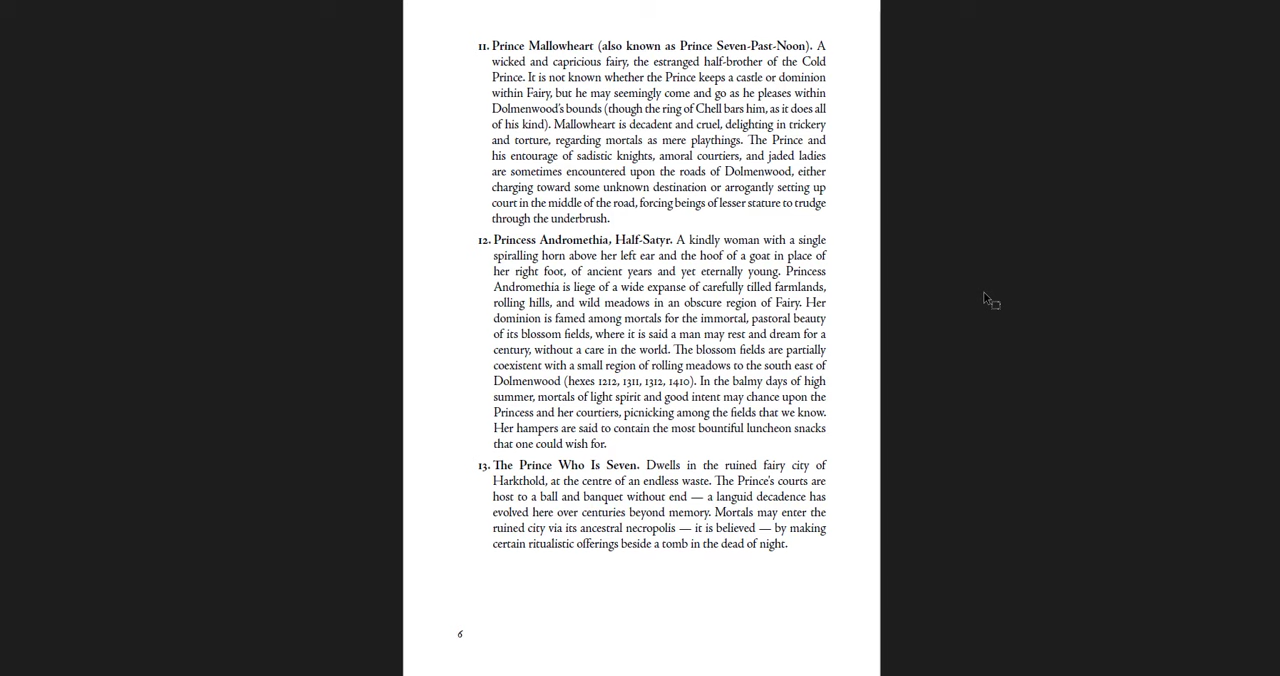 11. Prince Mallowheart (also known as Prince Seven-Past-Noon). A
wicked and capricious fairy, the estranged half-brother of the Cold
Prince. It is not known whether the Prince keeps a castle or dominion
within Fairy, but he may seemingly come and go as he pleases within
Dolmenwood's bounds (though the ring of Chell bars him, as it does all
of his kind). Mallowheart is decadent and cruel, delighting in trickery
and torture, regarding mortals as mere playthings. The Prince and
his entourage of sadistic knights, amoral courtiers, and jaded ladies
are sometimes encountered upon the roads of Dolmenwood, either
charging toward some unknown destination or arrogantly setting up
court in the middle of the road, forcing beings of lesser stature to trudge
through the underbrush.
12. Princess Andromethia, Half-Satyr. A kindly woman with a single
spiralling horn above her left ear and the hoof of a goat in place of
her right foot, of ancient years and yet eternally young. Princess
Andromethia is liege of a wide expanse of carefully tilled farmlands,
rolling hills, and wild meadows in an obscure region of Fairy. Her
dominion is famed among mortals for the immortal, pastoral beauty
of its blossom fields, where it is said a man may rest and dream for a
century, without a care in the world. The blossom fields are partially
coexistent with a small region of rolling meadows to the south east of
Dolmenwood (hexes 1212, 1311, 1312, 1410). In the balmy days of high
summer, mortals of light spirit and good intent may chance upon the
Princess and her courtiers, picnicking among the fields that we know.
Her hampers are said to contain the most bountiful luncheon snacks
that one could wish for.
13. The Prince Who Is Seven. Dwells in the ruined fairy city of
Harkthold, at the centre of an endless waste. The Prince's courts are
host to a ball and banquet without end — a languid decadence has
evolved here over centuries beyond memory. Mortals may enter the
ruined city via its ancestral necropolis — it is believed — by making
certain ritualistic offerings beside a tomb in the dead of night.
6